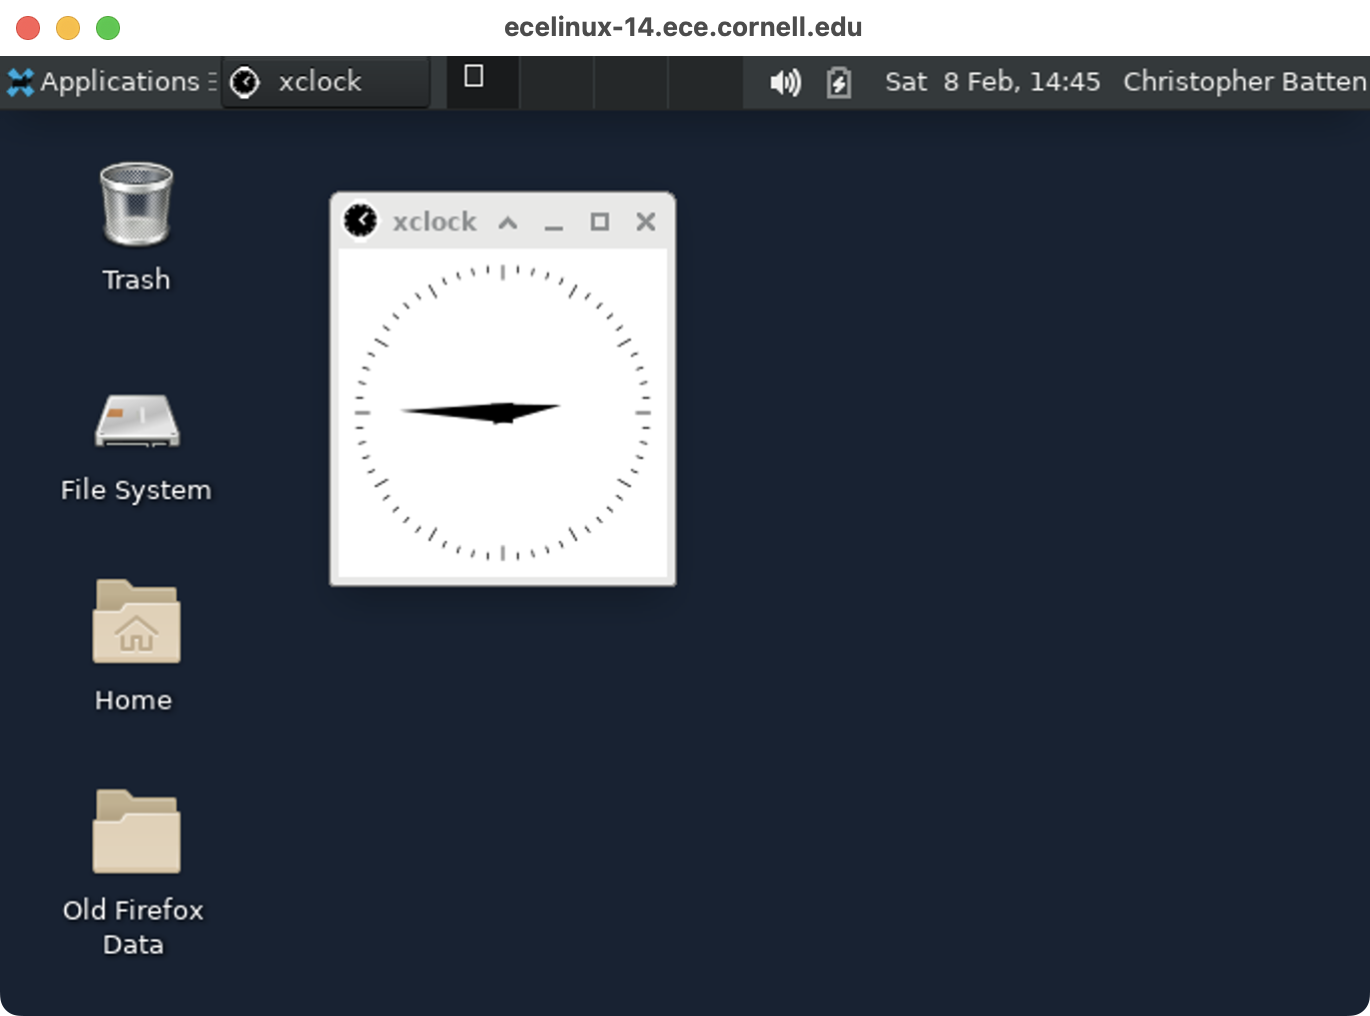 ecelinux-14.ece.cornell.edu
Applications xclock Sat 8 Feb, 14:45 Christopher Batten
Trash
xclock
File System
Home
Old Firefox
Data